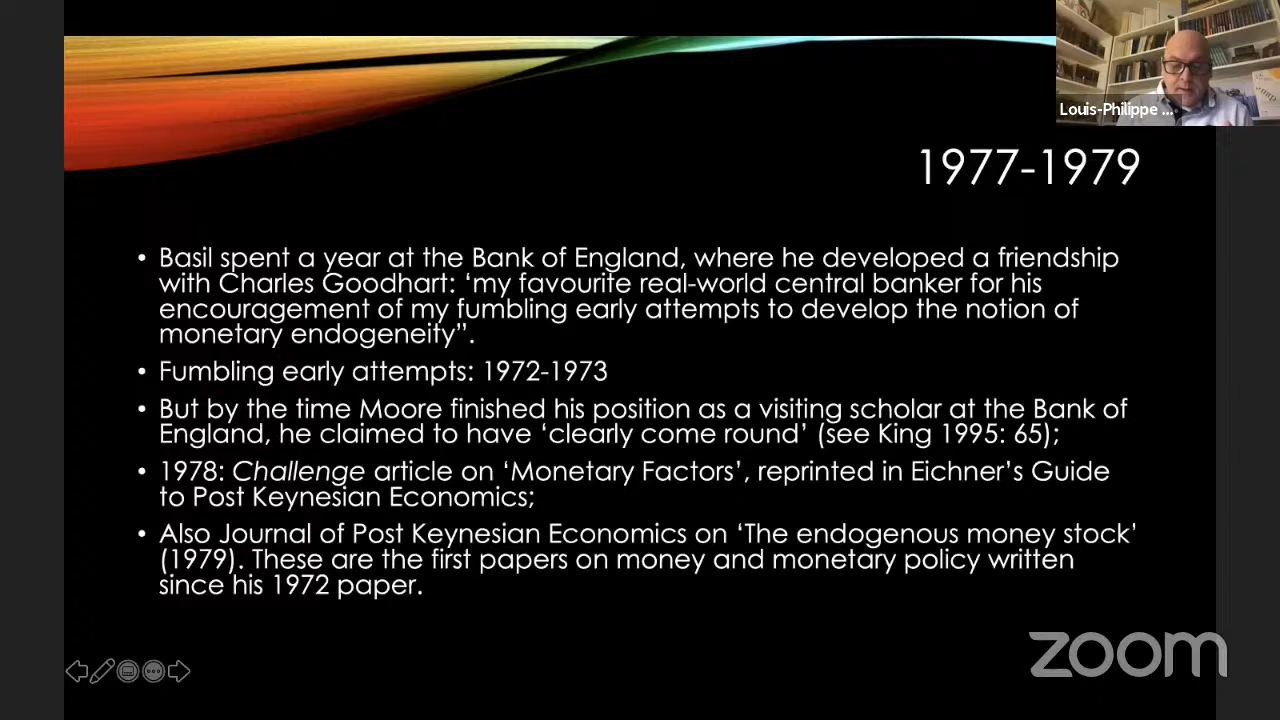 Louis-Philippe ...
1977-1979
• Basil spent a year at the Bank of England, where he developed a friendship
with Charles Goodhart: ‘my favourite real-world central banker for his
encouragement of my fumbling early attempts to develop the notion of
monetary endogeneity”.
• Fumbling early attempts: 1972-1973
• But by the time Moore finished his position as a visiting scholar at the Bank of
England, he claimed to have ‘clearly come round’ (see King 1995: 65);
• 1978: Challenge article on ‘Monetary Factors’, reprinted in Eichner’s Guide
to Post Keynesian Economics;
• Also Journal of Post Keynesian Economics on ‘The endogenous money stock’
(1979). These are the first papers on money and monetary policy written
since his 1972 paper.
zoom